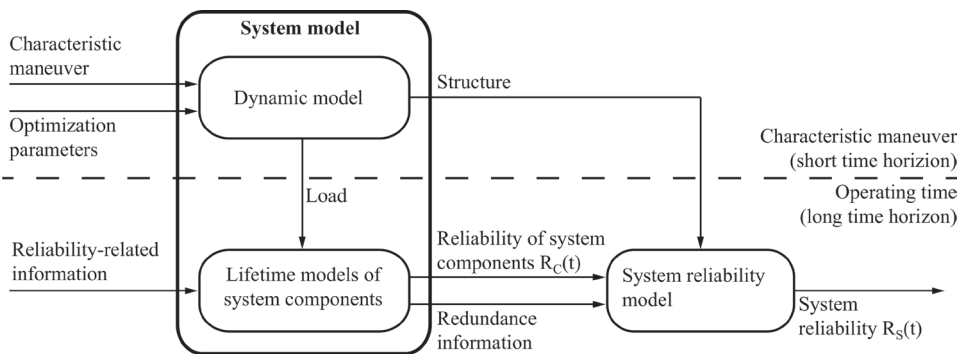 System model
Characteristic
maneuver
Dynamic model
Structure
Optimization
parameters
Characteristic maneuver
(short time horizion)
Load
Operating time
(long time horizon)
Reliability-related
information
Lifetime models of
system components
Reliability of system
components R_C(t)
Redundance
information
System reliability
model
System
reliability R_S(t)